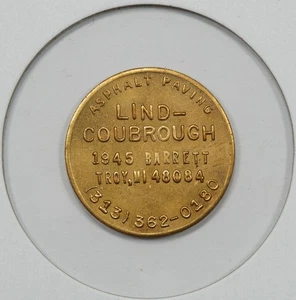 ASPHALT PAVING
LIND-
COUBROUGH
1945 BARRETT
TROY, MI 48084
(313) 362-0180